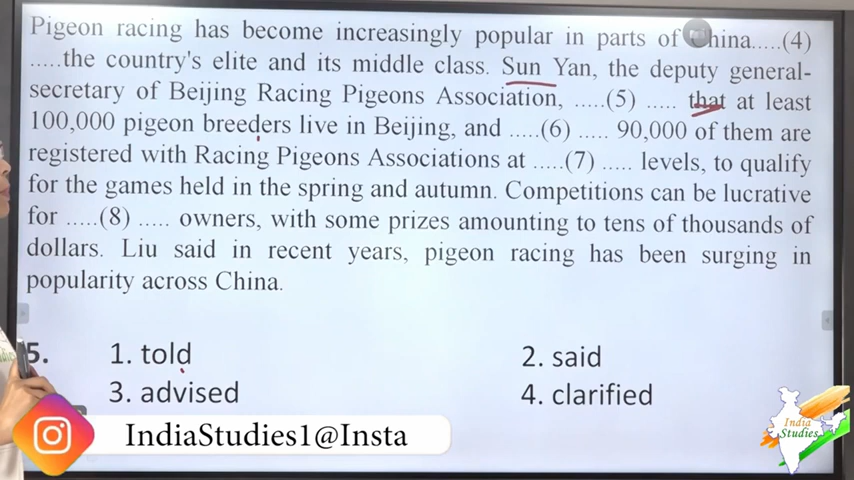 Pigeon racing has become increasingly popular in parts of China.....(4)
.....the country's elite and its middle class. Sun Yan, the deputy general-
secretary of Beijing Racing Pigeons Association, .....(5) ..... that at least
100,000 pigeon breeders live in Beijing, and .....(6) ..... 90,000 of them are
registered with Racing Pigeons Associations at .....(7) ..... levels, to qualify
for the games held in the spring and autumn. Competitions can be lucrative
for .....(8) ..... owners, with some prizes amounting to tens of thousands of
dollars. Liu said in recent years, pigeon racing has been surging in
popularity across China.
5. 1. told 2. said
3. advised 4. clarified
IndiaStudies1@Insta
India
Studies